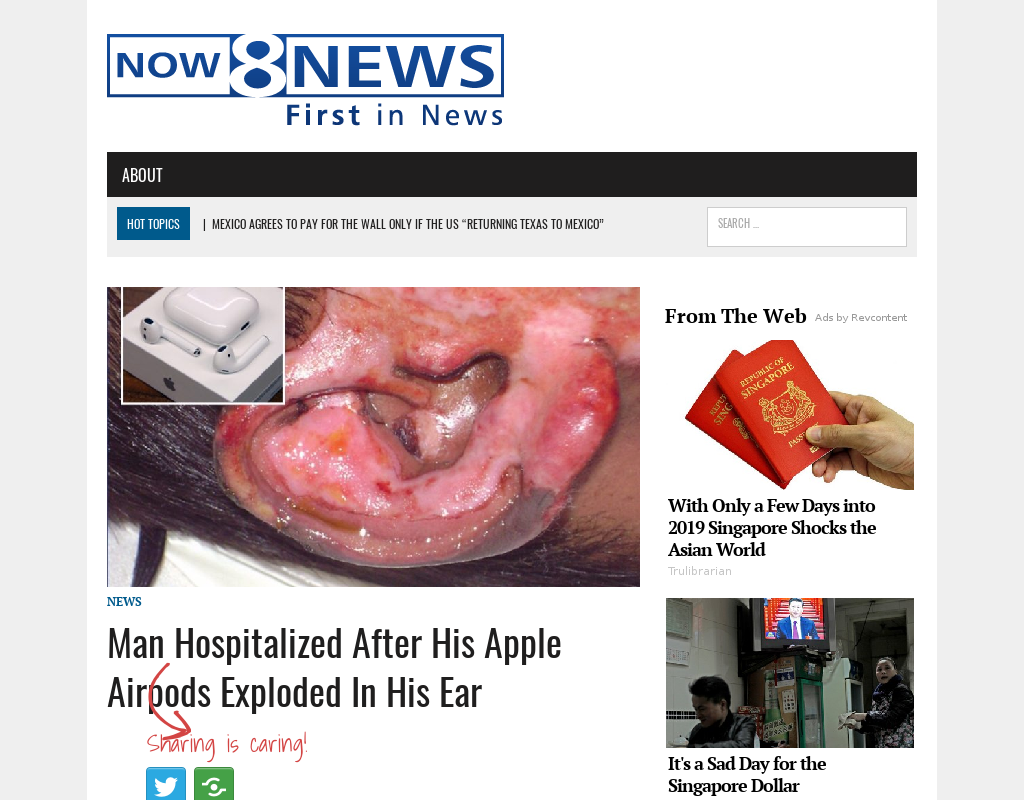 NOW 8 NEWS
First in News
ABOUT
HOT TOPICS
| MEXICO AGREES TO PAY FOR THE WALL ONLY IF THE US “RETURNING TEXAS TO MEXICO”
SEARCH ...
From The Web
Ads by Revcontent
REPUBLIC OF
SINGAPORE
With Only a Few Days into
2019 Singapore Shocks the
Asian World
Trulibrarian
NEWS
Man Hospitalized After His Apple
Airpods Exploded In His Ear
Sharing is caring!
It's a Sad Day for the
Singapore Dollar